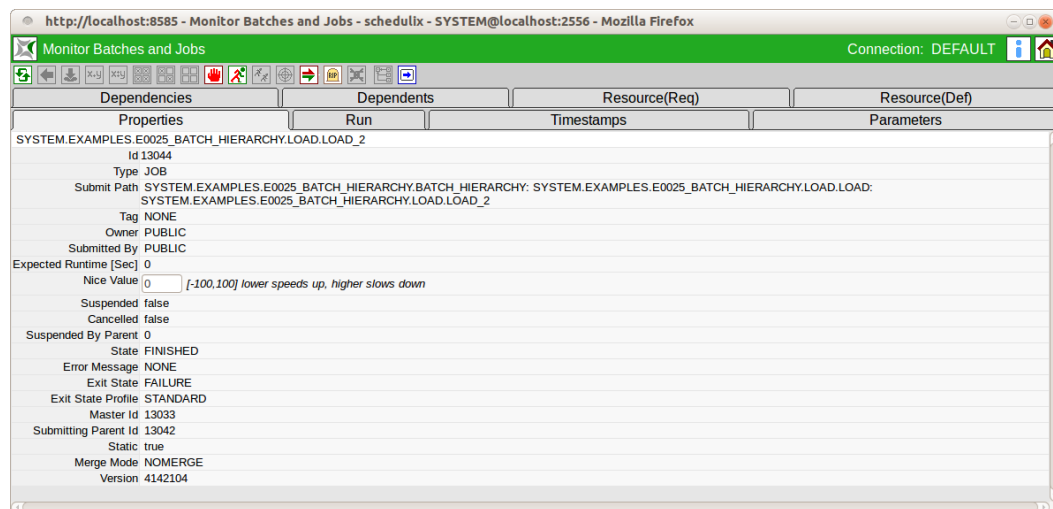 http://localhost:8585 - Monitor Batches and Jobs - schedulix - SYSTEM@localhost:2556 - Mozilla Firefox
Monitor Batches and Jobs Connection: DEFAULT
x+y x:y RIP
Dependencies Dependents Resource(Req) Resource(Def)
Properties Run Timestamps Parameters
SYSTEM.EXAMPLES.E0025_BATCH_HIERARCHY.LOAD.LOAD_2
Id 13044
Type JOB
Submit Path SYSTEM.EXAMPLES.E0025_BATCH_HIERARCHY.BATCH_HIERARCHY: SYSTEM.EXAMPLES.E0025_BATCH_HIERARCHY.LOAD.LOAD:
SYSTEM.EXAMPLES.E0025_BATCH_HIERARCHY.LOAD.LOAD_2
Tag NONE
Owner PUBLIC
Submitted By PUBLIC
Expected Runtime [Sec] 0
Nice Value 0 [-100,100] lower speeds up, higher slows down
Suspended false
Cancelled false
Suspended By Parent 0
State FINISHED
Error Message NONE
Exit State FAILURE
Exit State Profile STANDARD
Master Id 13033
Submitting Parent Id 13042
Static true
Merge Mode NOMERGE
Version 4142104